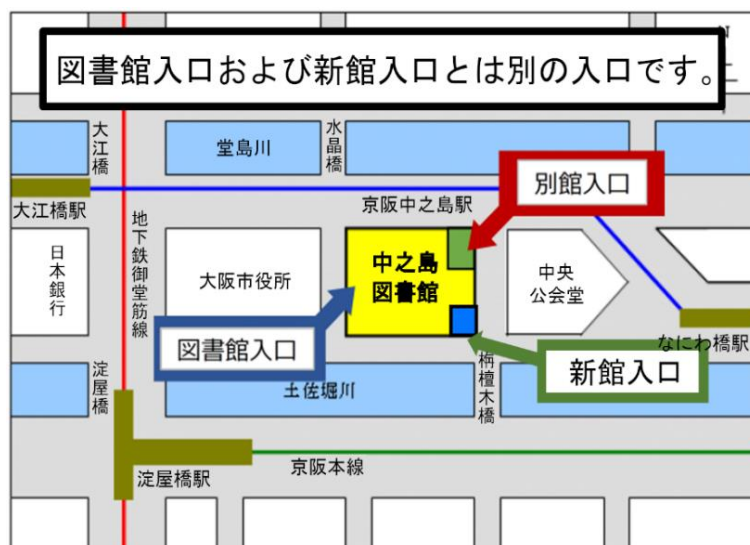 図書館入口および新館入口とは別の入口です。
N
大江橋
堂島川
水晶橋
別館入口
大江橋駅
京阪中之島駅
地下鉄御堂筋線
日本銀行
大阪市役所
中之島
図書館
中央
公会堂
図書館入口
なにわ橋駅
新館入口
淀屋橋
土佐堀川
栴檀木橋
京阪本線
淀屋橋駅